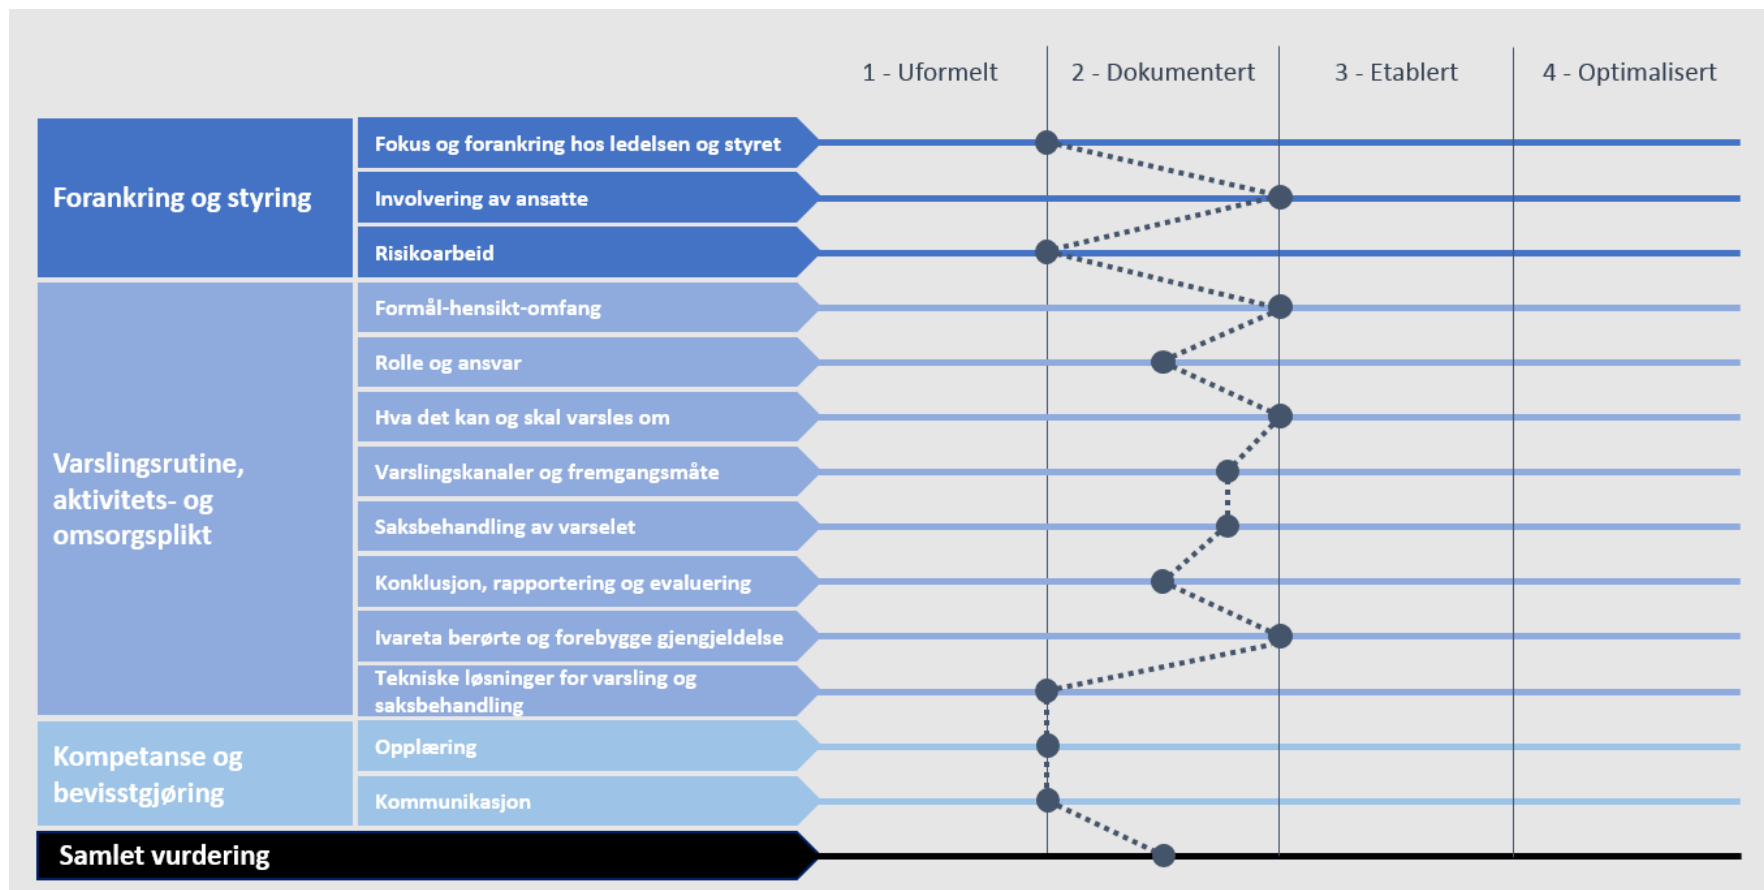 1 - Uformelt
2 - Dokumentert
3 - Etablert
4 - Optimalisert
Forankring og styring
Fokus og forankring hos ledelsen og styret
Involvering av ansatte
Risikoarbeid
Varslingsrutine,
aktivitets- og
omsorgsplikt
Formål-hensikt-omfang
Rolle og ansvar
Hva det kan og skal varsles om
Varslingskanaler og fremgangsmåte
Saksbehandling av varselet
Konklusjon, rapportering og evaluering
Ivareta berørte og forebygge gjengjeldelse
Tekniske løsninger for varsling og
saksbehandling
Kompetanse og
bevisstgjøring
Opplæring
Kommunikasjon
Samlet vurdering